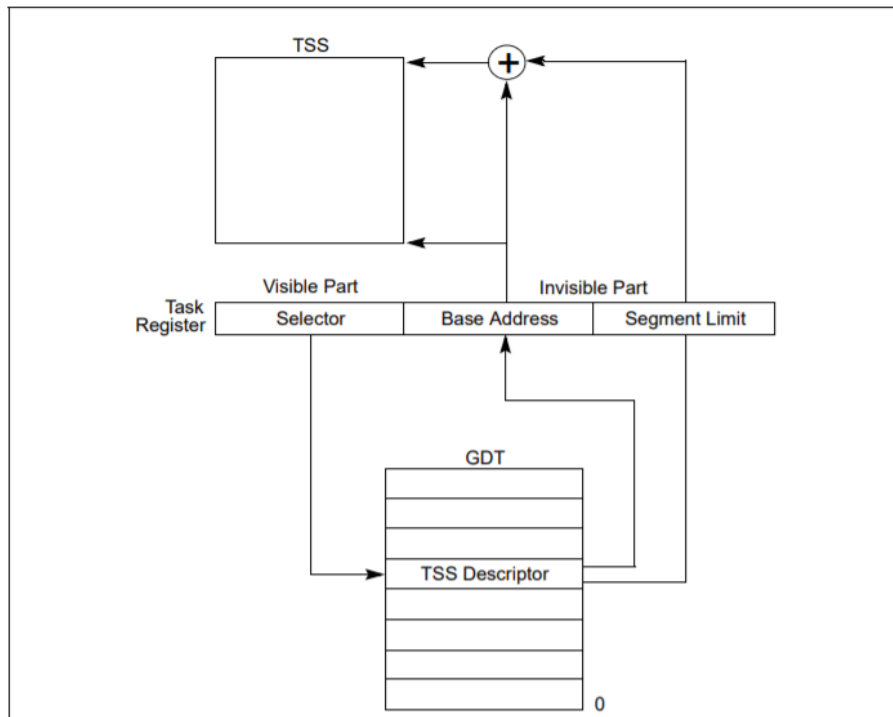 TSS
+
Visible Part
Invisible Part
Task
Register
Selector
Base Address
Segment Limit
GDT
TSS Descriptor
0